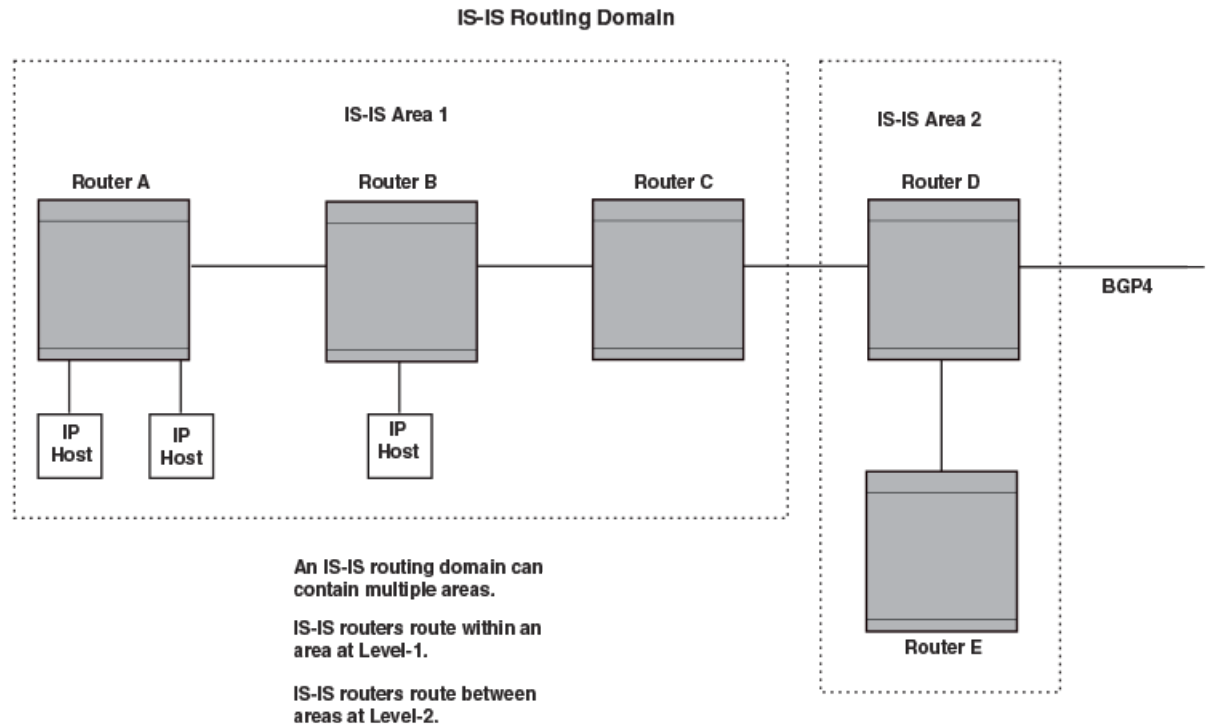 IS-IS Routing Domain
IS-IS Area 1
IS-IS Area 2
Router A
Router B
Router C
Router D
BGP4
IP
Host
IP
Host
IP
Host
Router E
An IS-IS routing domain can
contain multiple areas.
IS-IS routers route within an
area at Level-1.
IS-IS routers route between
areas at Level-2.